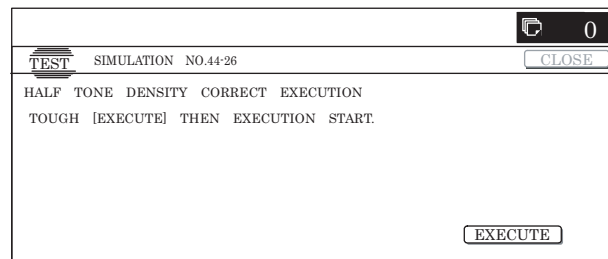 0
TEST SIMULATION NO.44-26 CLOSE
HALF TONE DENSITY CORRECT EXECUTION
TOUGH [EXECUTE] THEN EXECUTION START.
EXECUTE